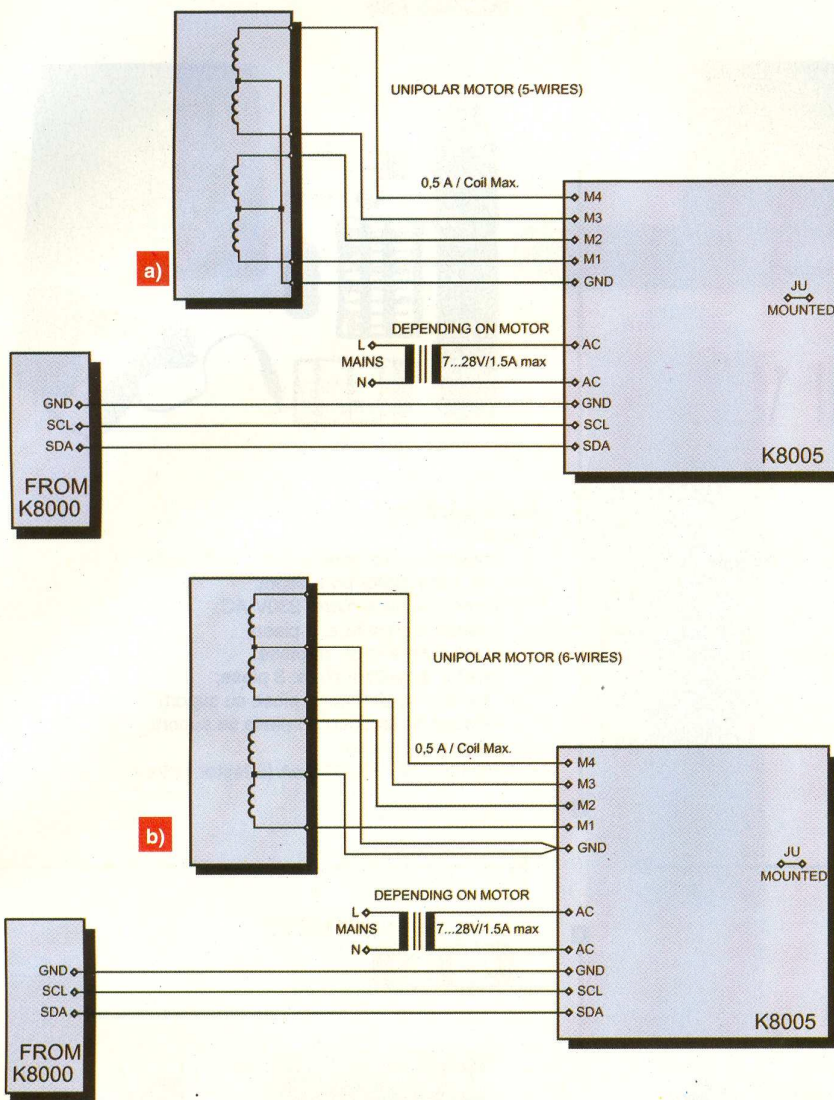 UNIPOLAR MOTOR (5-WIRES)
0,5 A / Coil Max.
M4
M3
M2
M1
GND
a)
JU
MOUNTED
DEPENDING ON MOTOR
L
MAINS
7...28V/1.5A max
N
AC
AC
GND
SCL
SDA
GND
SCL
SDA
K8005
FROM
K8000
UNIPOLAR MOTOR (6-WIRES)
0,5 A / Coil Max.
M4
M3
M2
M1
GND
b)
JU
MOUNTED
DEPENDING ON MOTOR
L
MAINS
7...28V/1.5A max
N
AC
AC
GND
SCL
SDA
GND
SCL
SDA
K8005
FROM
K8000